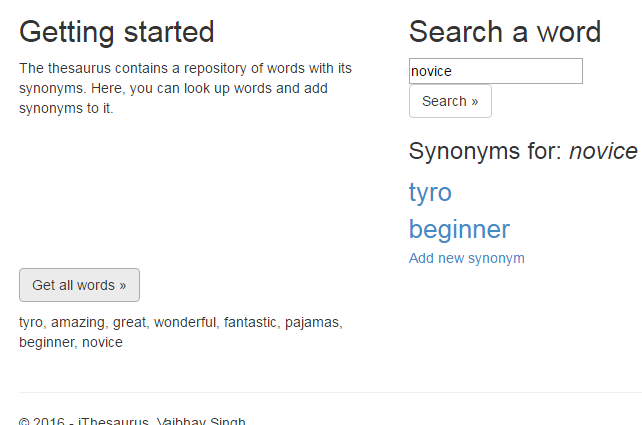 Getting started
The thesaurus contains a repository of words with its
synonyms. Here, you can look up words and add
synonyms to it.
Get all words »
tyro, amazing, great, wonderful, fantastic, pajamas,
beginner, novice
Search a word
novice
Search »
Synonyms for: novice
tyro
beginner
Add new synonym
© 2016 - iThesaurus, Vaibhav Singh